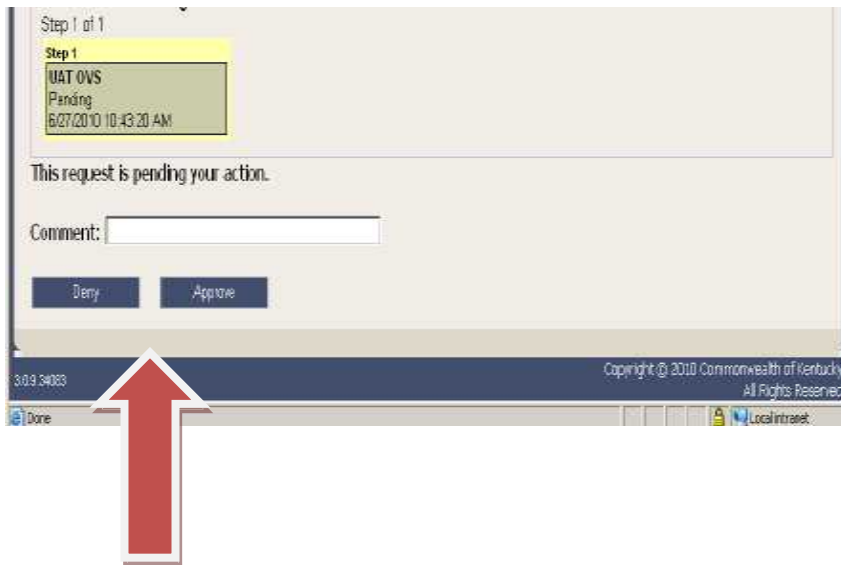 Step 1 of 1
Step 1
UAT OVS
Pending
6/27/2010 10:43:20 AM
This request is pending your action.
Comment:
Deny Approve
3.0.9.34083
Copyright @ 2010 Commonwealth of Kentucky
All Rights Reserved
Done Local intranet